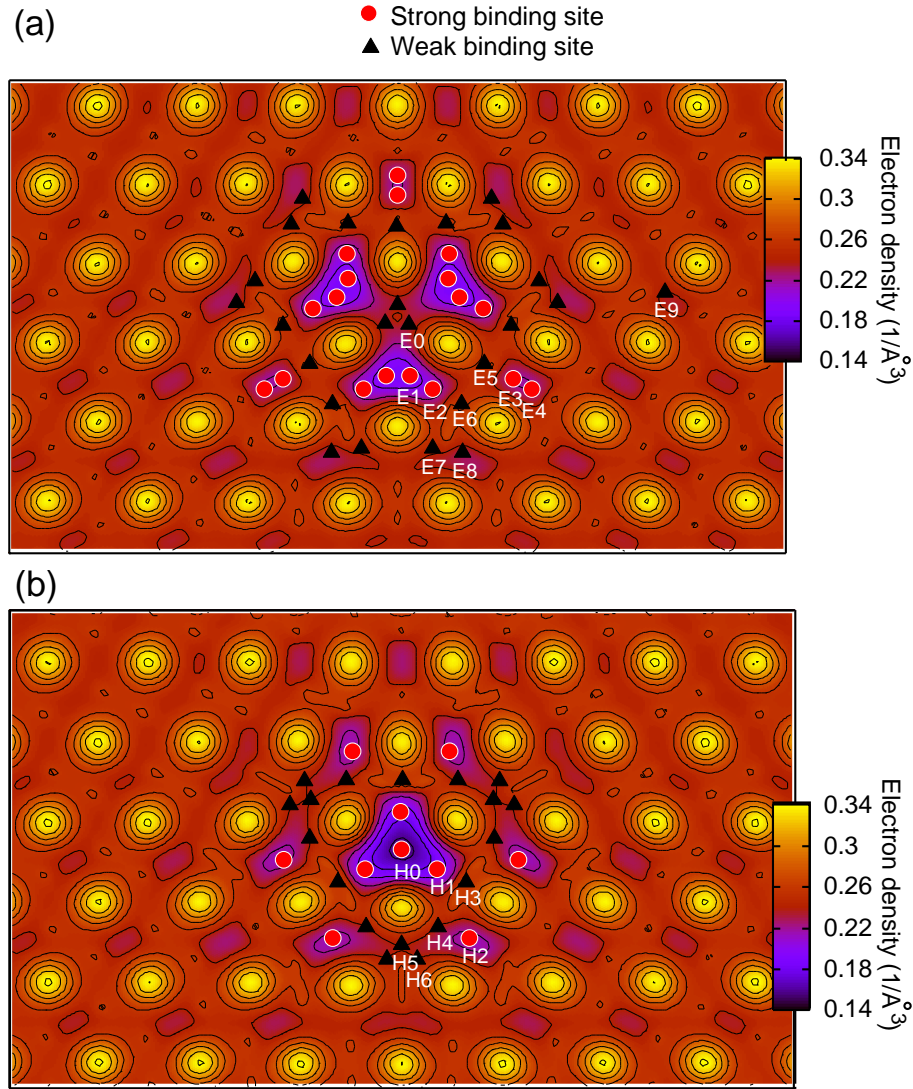 (a)
Strong binding site
Weak binding site
0.34
0.3
0.26
0.22
0.18
0.14
Electron density (1/Å³)
E9
E0
E5
E1
E3
E2
E6
E4
E7
E8
(b)
0.34
0.3
0.26
0.22
0.18
0.14
Electron density (1/Å³)
H0
H1
H3
H4
H2
H5
H6